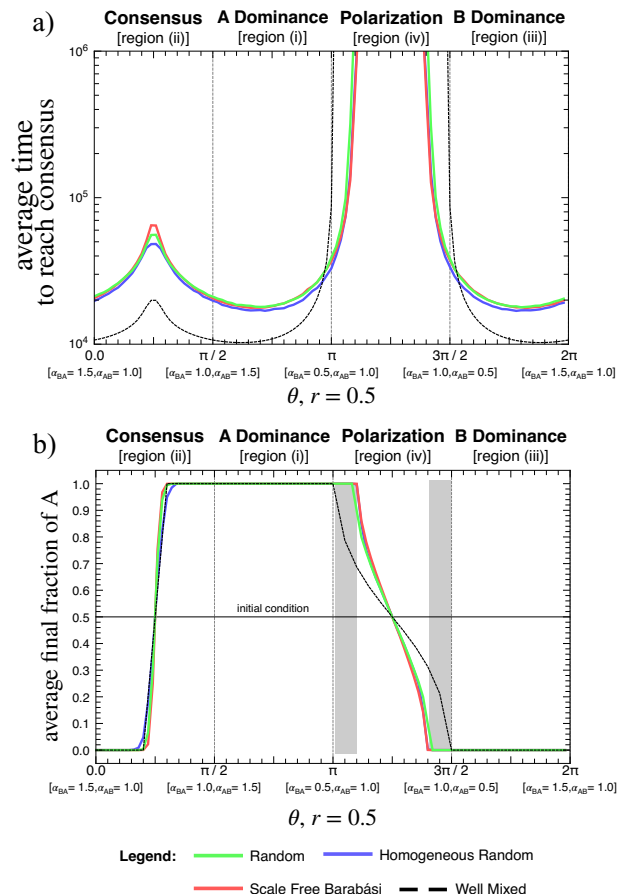 a)
Consensus A Dominance Polarization B Dominance
[region (ii)] [region (i)] [region (iv)] [region (iii)]
10^6
10^5
10^4
average time
to reach consensus
0.0 π / 2 π 3π / 2 2π
[α_BA= 1.5,α_AB= 1.0] [α_BA= 1.0,α_AB= 1.5] [α_BA= 0.5,α_AB= 1.0] [α_BA= 1.0,α_AB= 0.5] [α_BA= 1.5,α_AB= 1.0]
θ, r = 0.5
b)
Consensus A Dominance Polarization B Dominance
[region (ii)] [region (i)] [region (iv)] [region (iii)]
average final fraction of A
1.0
0.9
0.8
0.7
0.6
0.5
0.4
0.3
0.2
0.1
0.0
initial condition
0.0 π / 2 π 3π / 2 2π
[α_BA= 1.5,α_AB= 1.0] [α_BA= 1.0,α_AB= 1.5] [α_BA= 0.5,α_AB= 1.0] [α_BA= 1.0,α_AB= 0.5] [α_BA= 1.5,α_AB= 1.0]
θ, r = 0.5
Legend: Random Homogeneous Random
Scale Free Barabási Well Mixed